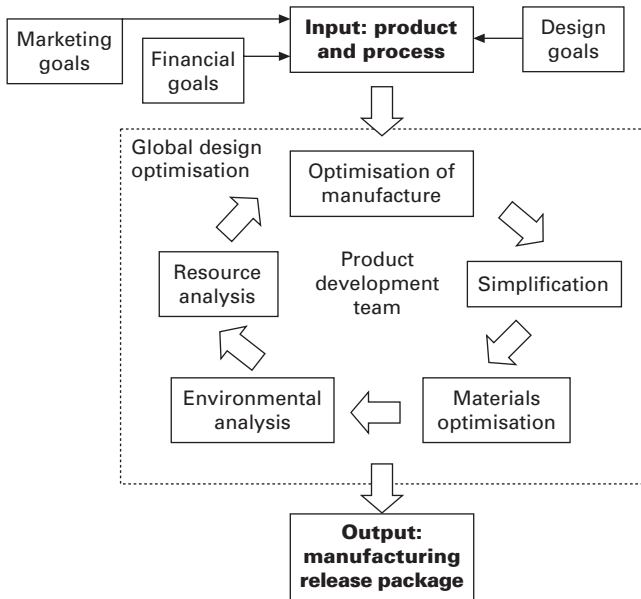 Marketing
goals
Financial
goals
Input: product
and process
Design
goals
Global design
optimisation
Optimisation of
manufacture
Resource
analysis
Product
development
team
Simplification
Environmental
analysis
Materials
optimisation
Output:
manufacturing
release package